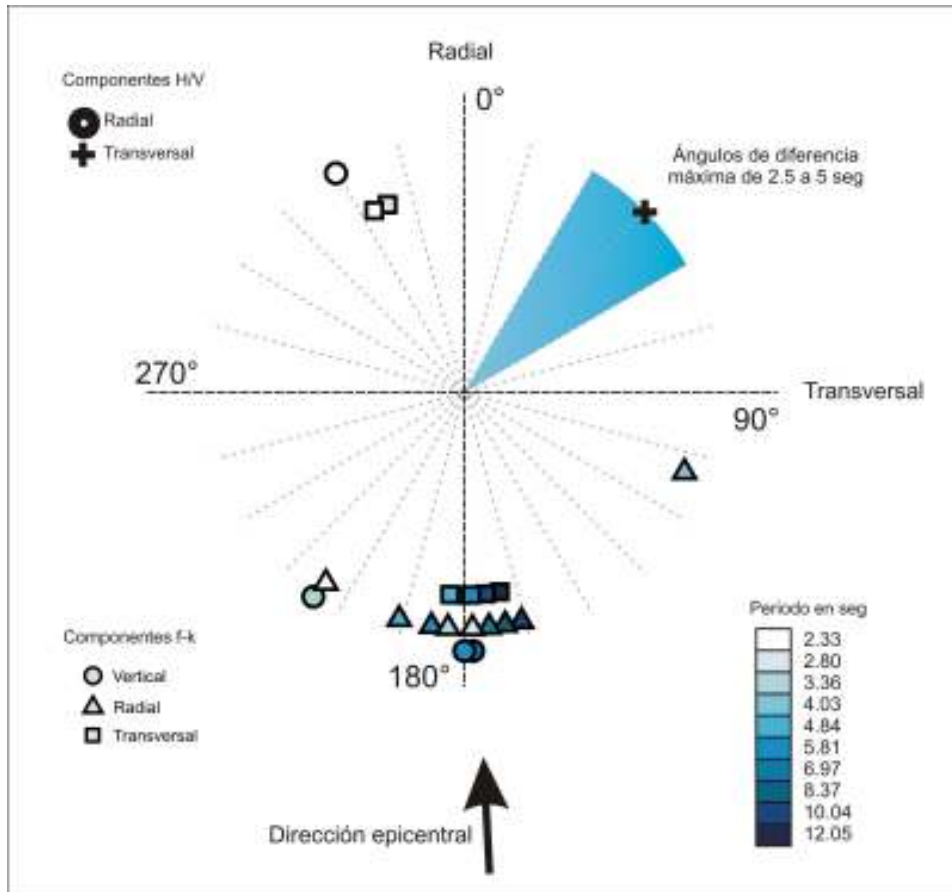 Radial
Componentes H/V
0°
Radial
Transversal
Ángulos de diferencia
máxima de 2.5 a 5 seg
270°
Transversal
90°
Componentes f-k
Vertical
Radial
Transversal
180°
Periodo en seg
2.33
2.80
3.36
4.03
4.84
5.81
6.97
8.37
10.04
12.05
Dirección epicentral